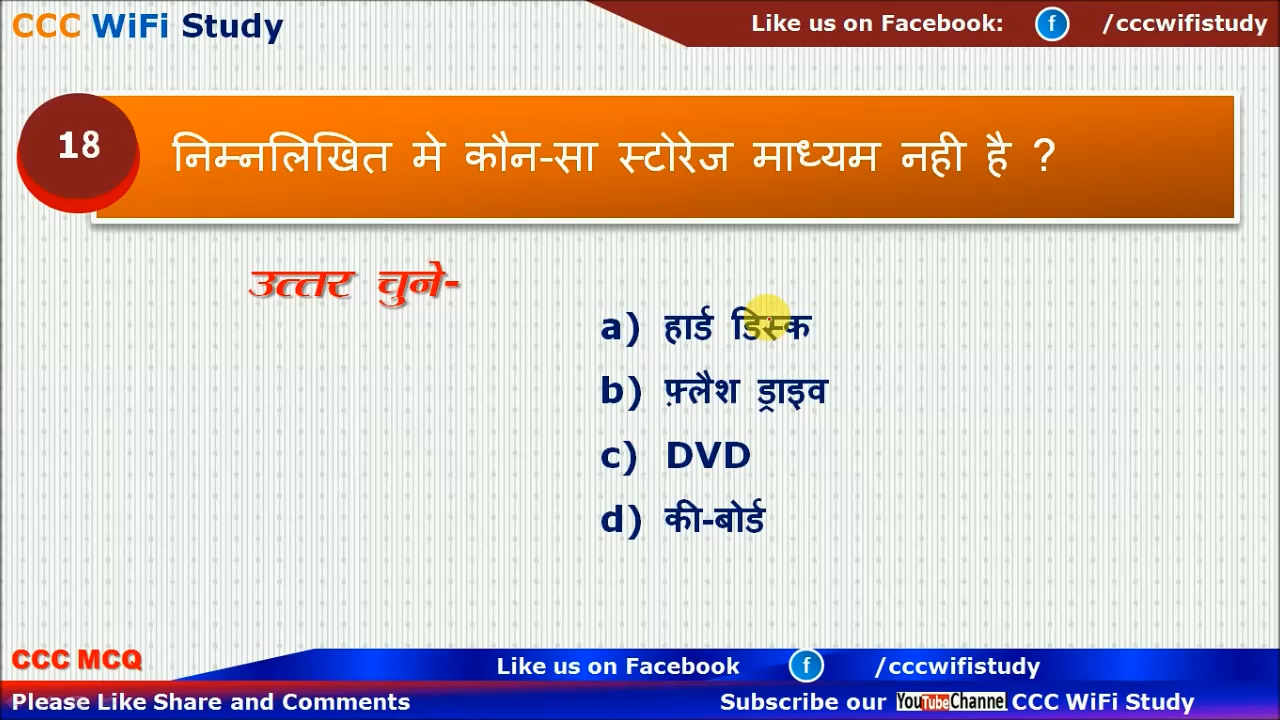 CCC WiFi Study
Like us on Facebook: f /cccwifistudy
18
निम्नलिखित मे कौन-सा स्टोरेज माध्यम नही है ?
उत्तर चुने-
a) हार्ड डिस्क
b) फ़्लैश ड्राइव
c) DVD
d) की-बोर्ड
CCC MCQ
Like us on Facebook f /cccwifistudy
Please Like Share and Comments
Subscribe our YouTube Channel CCC WiFi Study